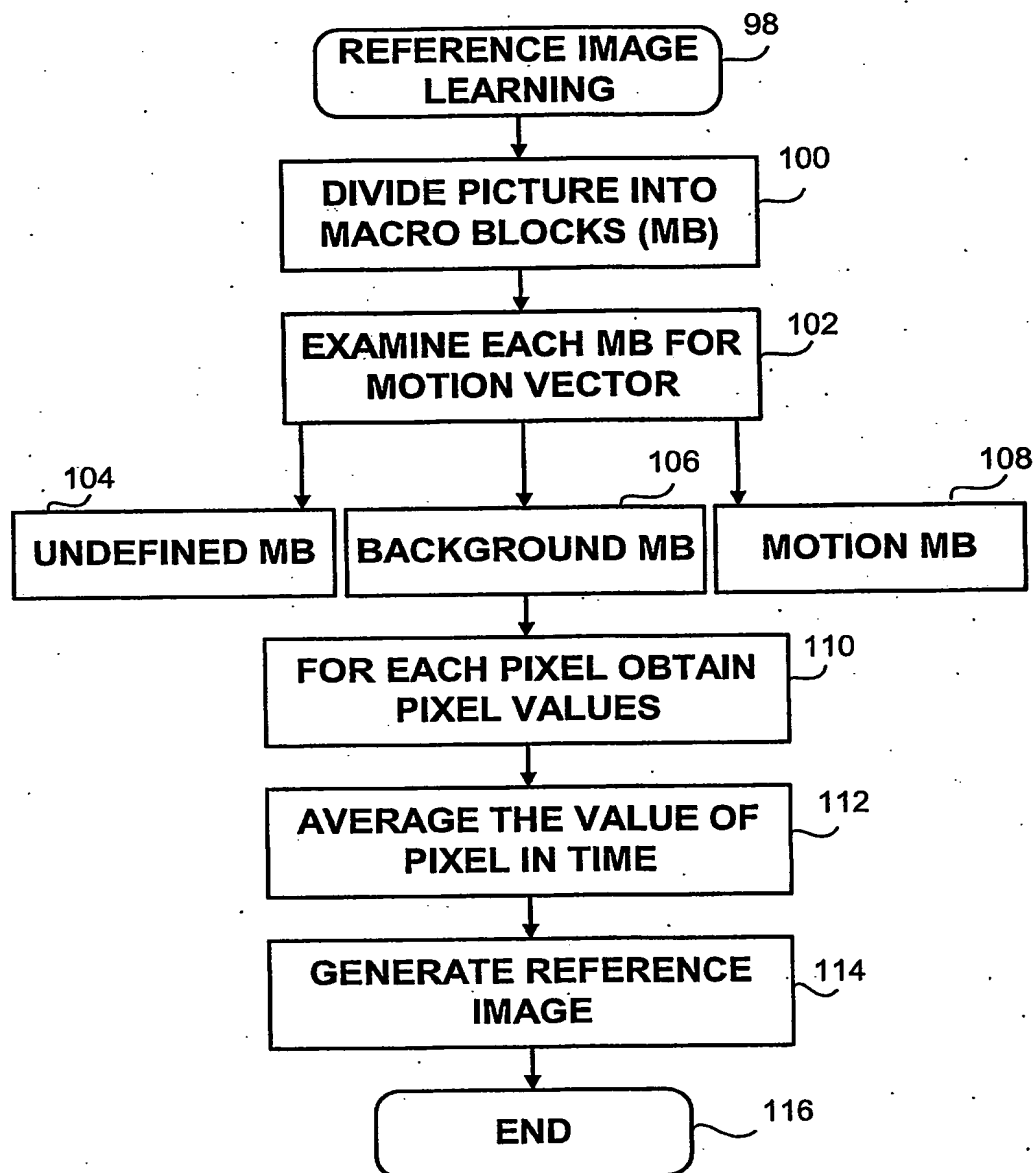 98
REFERENCE IMAGE
LEARNING
100
DIVIDE PICTURE INTO
MACRO BLOCKS (MB)
102
EXAMINE EACH MB FOR
MOTION VECTOR
104
106
108
UNDEFINED MB
BACKGROUND MB
MOTION MB
110
FOR EACH PIXEL OBTAIN
PIXEL VALUES
112
AVERAGE THE VALUE OF
PIXEL IN TIME
114
GENERATE REFERENCE
IMAGE
116
END